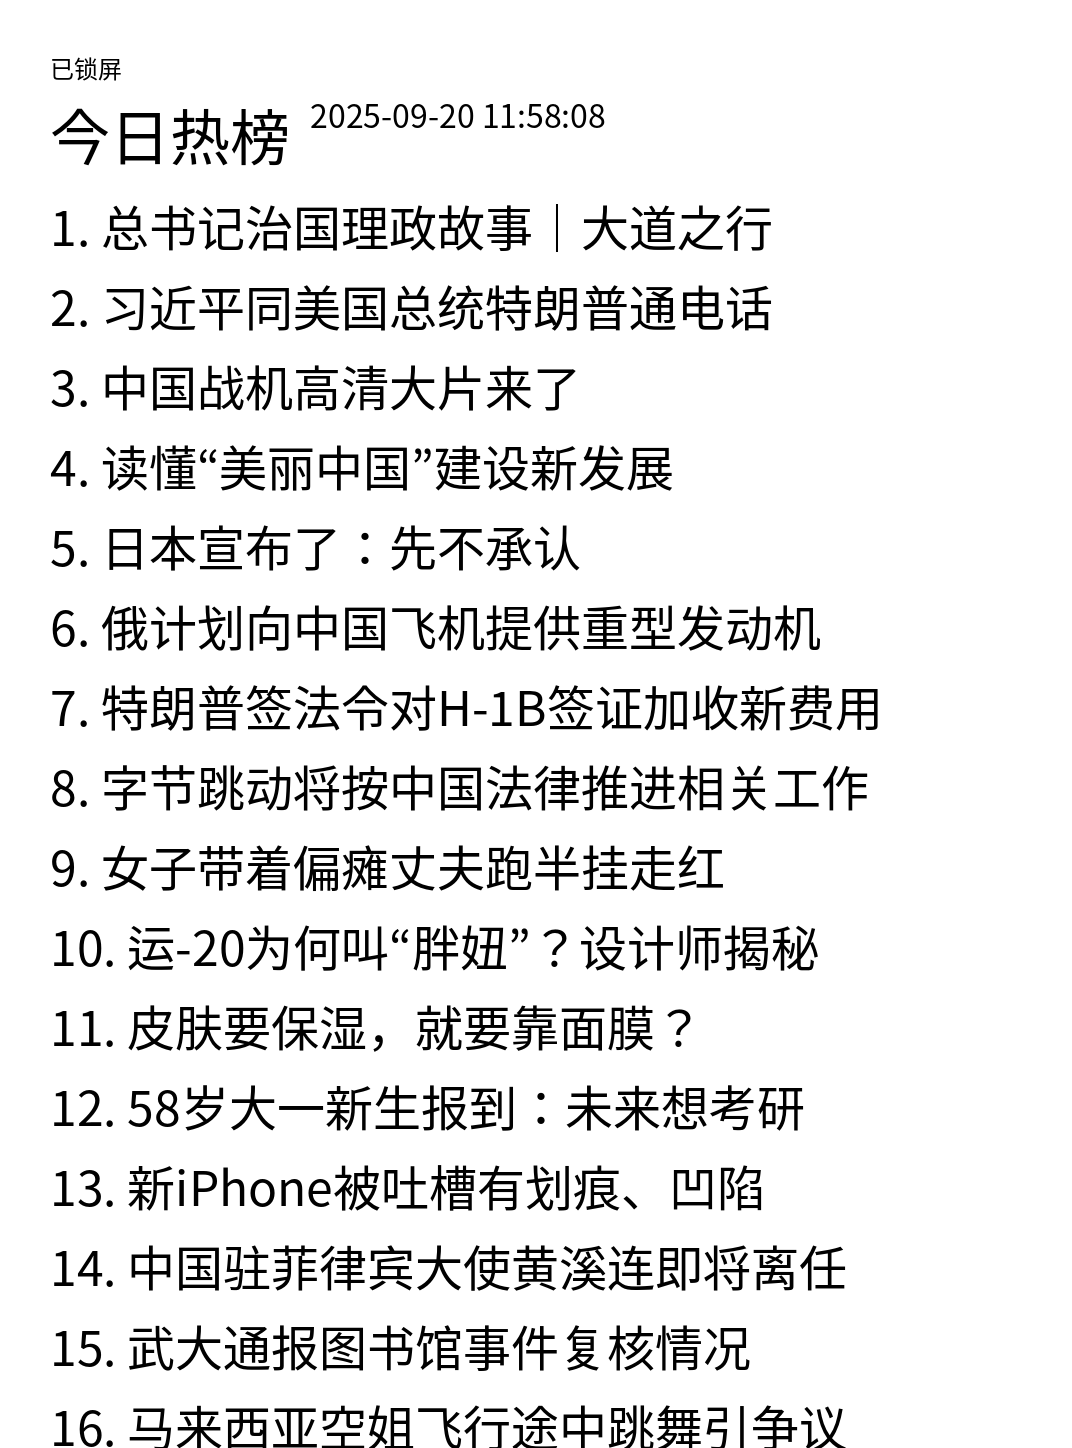 已锁屏
今日热榜 2025-09-20 11:58:08
1. 总书记治国理政故事｜大道之行
2. 习近平同美国总统特朗普通电话
3. 中国战机高清大片来了
4. 读懂“美丽中国”建设新发展
5. 日本宣布了：先不承认
6. 俄计划向中国飞机提供重型发动机
7. 特朗普签法令对H-1B签证加收新费用
8. 字节跳动将按中国法律推进相关工作
9. 女子带着偏瘫丈夫跑半挂走红
10. 运-20为何叫“胖妞”？设计师揭秘
11. 皮肤要保湿，就要靠面膜？
12. 58岁大一新生报到：未来想考研
13. 新iPhone被吐槽有划痕、凹陷
14. 中国驻菲律宾大使黄溪连即将离任
15. 武大通报图书馆事件复核情况
16. 马来西亚空姐飞行途中跳舞引争议